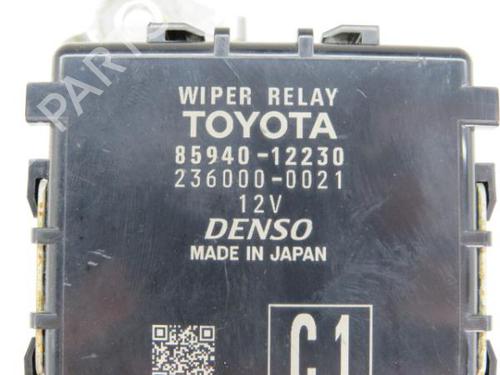 WIPER RELAY
TOYOTA
85940-12230
236000-0021
12V
DENSO
MADE IN JAPAN
C1